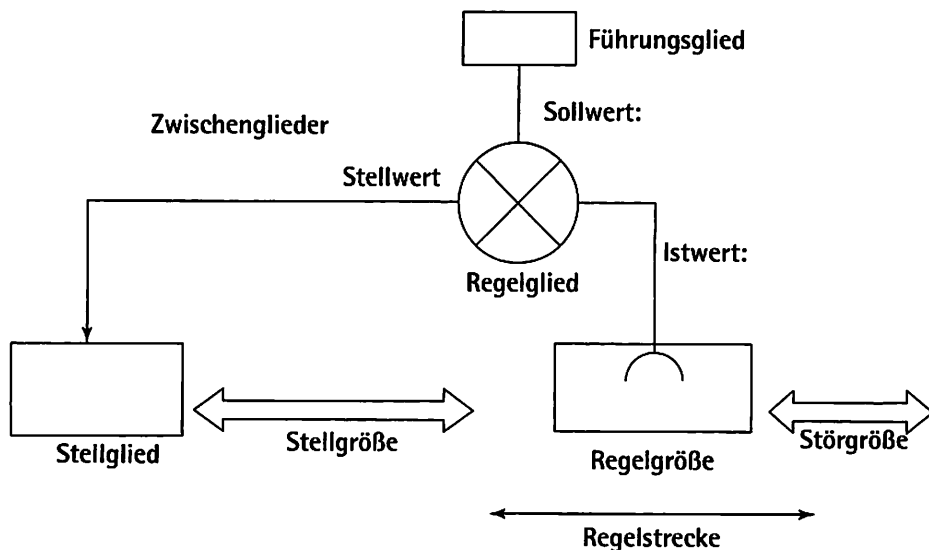 Führungsglied
Sollwert:
Zwischenglieder
Stellwert
Istwert:
Regelglied
Stellglied
Stellgröße
Regelgröße
Störgröße
Regelstrecke